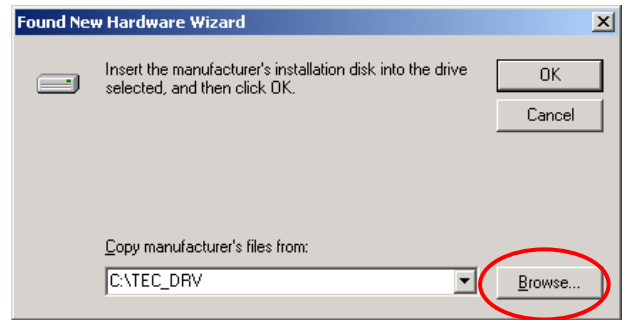 Found New Hardware Wizard
Insert the manufacturer's installation disk into the drive
selected, and then click OK.
OK
Cancel
Copy manufacturer's files from:
C:\TEC_DRV
Browse...